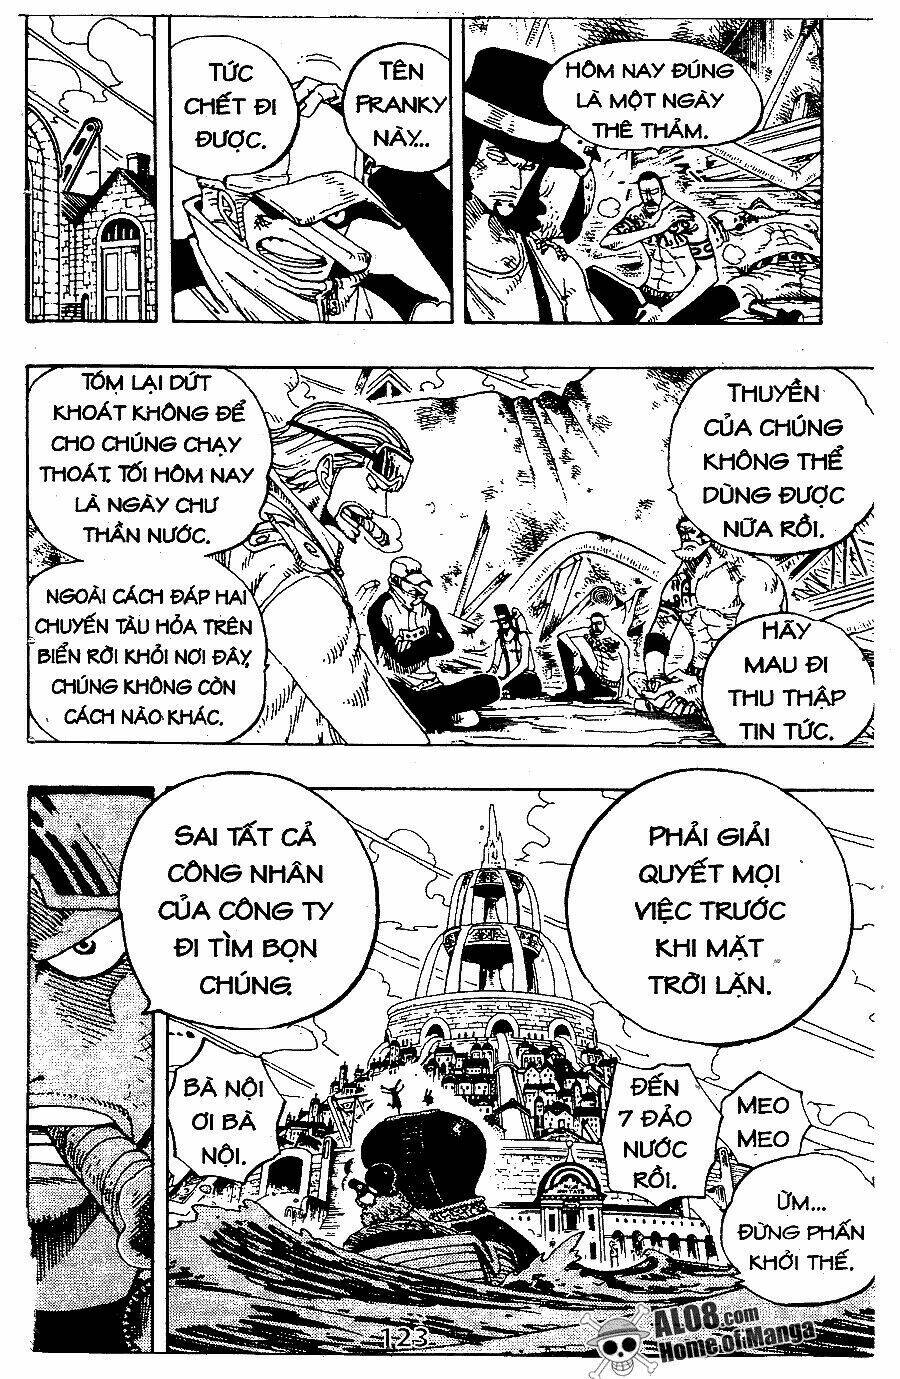 HÔM NAY ĐÚNG
LÀ MỘT NGÀY
THÊ THẢM.
TÊN
FRANKY
NÀY...
TỨC
CHẾT ĐI
ĐƯỢC.
THUYỀN
CỦA CHÚNG
KHÔNG THỂ
DÙNG ĐƯỢC
NỮA RỒI.
HÃY
MAU ĐI
THU THẬP
TIN TỨC.
TÓM LẠI DỨT
KHOÁT KHÔNG ĐỂ
CHO CHÚNG CHẠY
THOÁT. TỐI HÔM NAY
LÀ NGÀY CHƯ
THẦN NƯỚC.
NGOÀI CÁCH ĐÁP HAI
CHUYẾN TÀU HỎA TRÊN
BIỂN RỜI KHỎI NƠI ĐÂY,
CHÚNG KHÔNG CÒN
CÁCH NÀO KHÁC.
PHẢI GIẢI
QUYẾT MỌI
VIỆC TRƯỚC
KHI MẶT
TRỜI LẶN.
SAI TẤT CẢ
CÔNG NHÂN
CỦA CÔNG TY
ĐI TÌM BỌN
CHÚNG.
MEO
MEO
ĐẾN
7 ĐẢO
NƯỚC
RỒI.
ỪM...
ĐỪNG PHẤN
KHỞI THẾ.
BÀ NỘI
ƠI BÀ
NỘI.
123
ALO8.com
Home of Manga